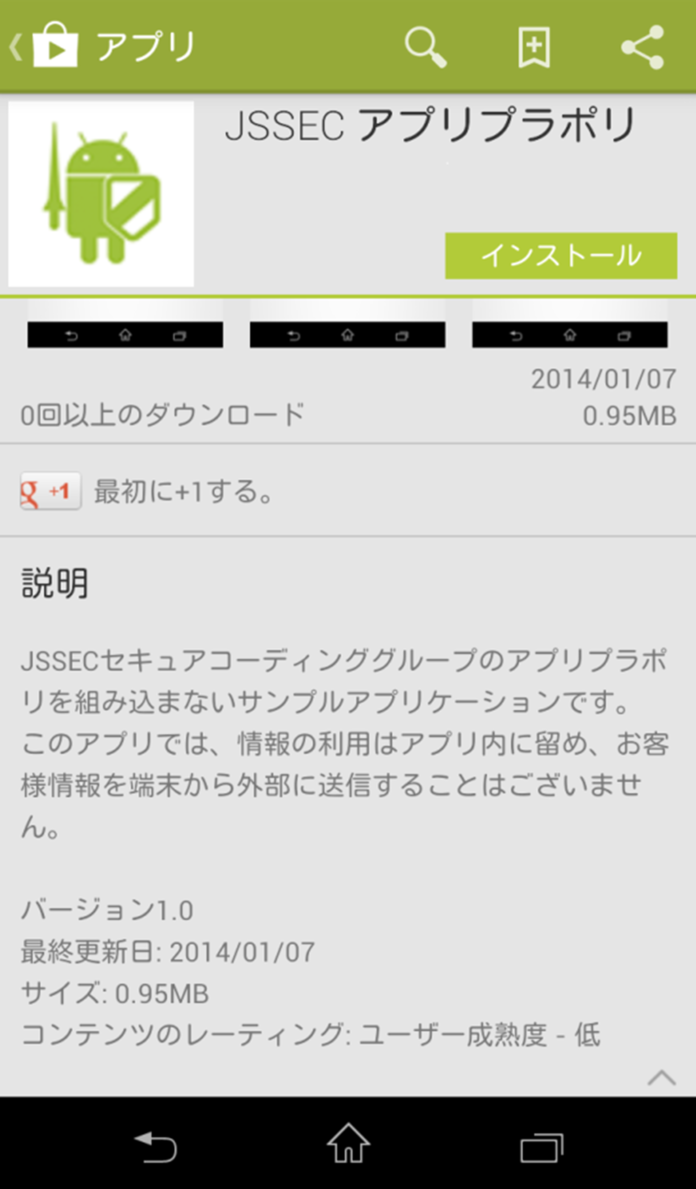 アプリ
JSSEC アプリプラポリ
インストール
2014/01/07
0回以上のダウンロード
0.95MB
g +1 最初に+1する。
説明
JSSECセキュアコーディンググループのアプリプラポ
リを組み込まないサンプルアプリケーションです。
このアプリでは、情報の利用はアプリ内に留め、お客
様情報を端末から外部に送信することはございませ
ん。
バージョン1.0
最終更新日: 2014/01/07
サイズ: 0.95MB
コンテンツのレーティング: ユーザー成熟度 - 低